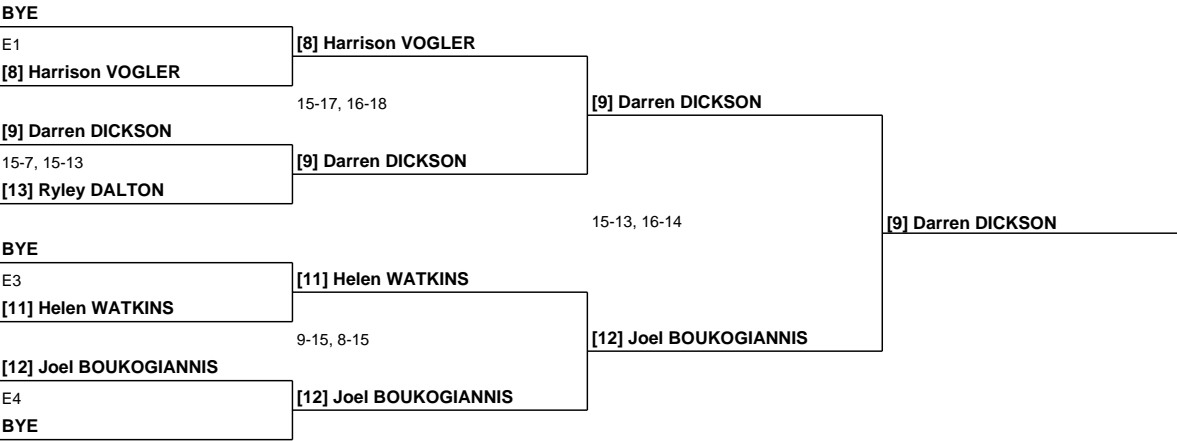 BYE
E1
[8] Harrison VOGLER
[8] Harrison VOGLER
15-17, 16-18
[9] Darren DICKSON
[9] Darren DICKSON
15-7, 15-13
[9] Darren DICKSON
[13] Ryley DALTON
15-13, 16-14
[9] Darren DICKSON
BYE
E3
[11] Helen WATKINS
[11] Helen WATKINS
9-15, 8-15
[12] Joel BOUKOGIANNIS
[12] Joel BOUKOGIANNIS
E4
[12] Joel BOUKOGIANNIS
BYE